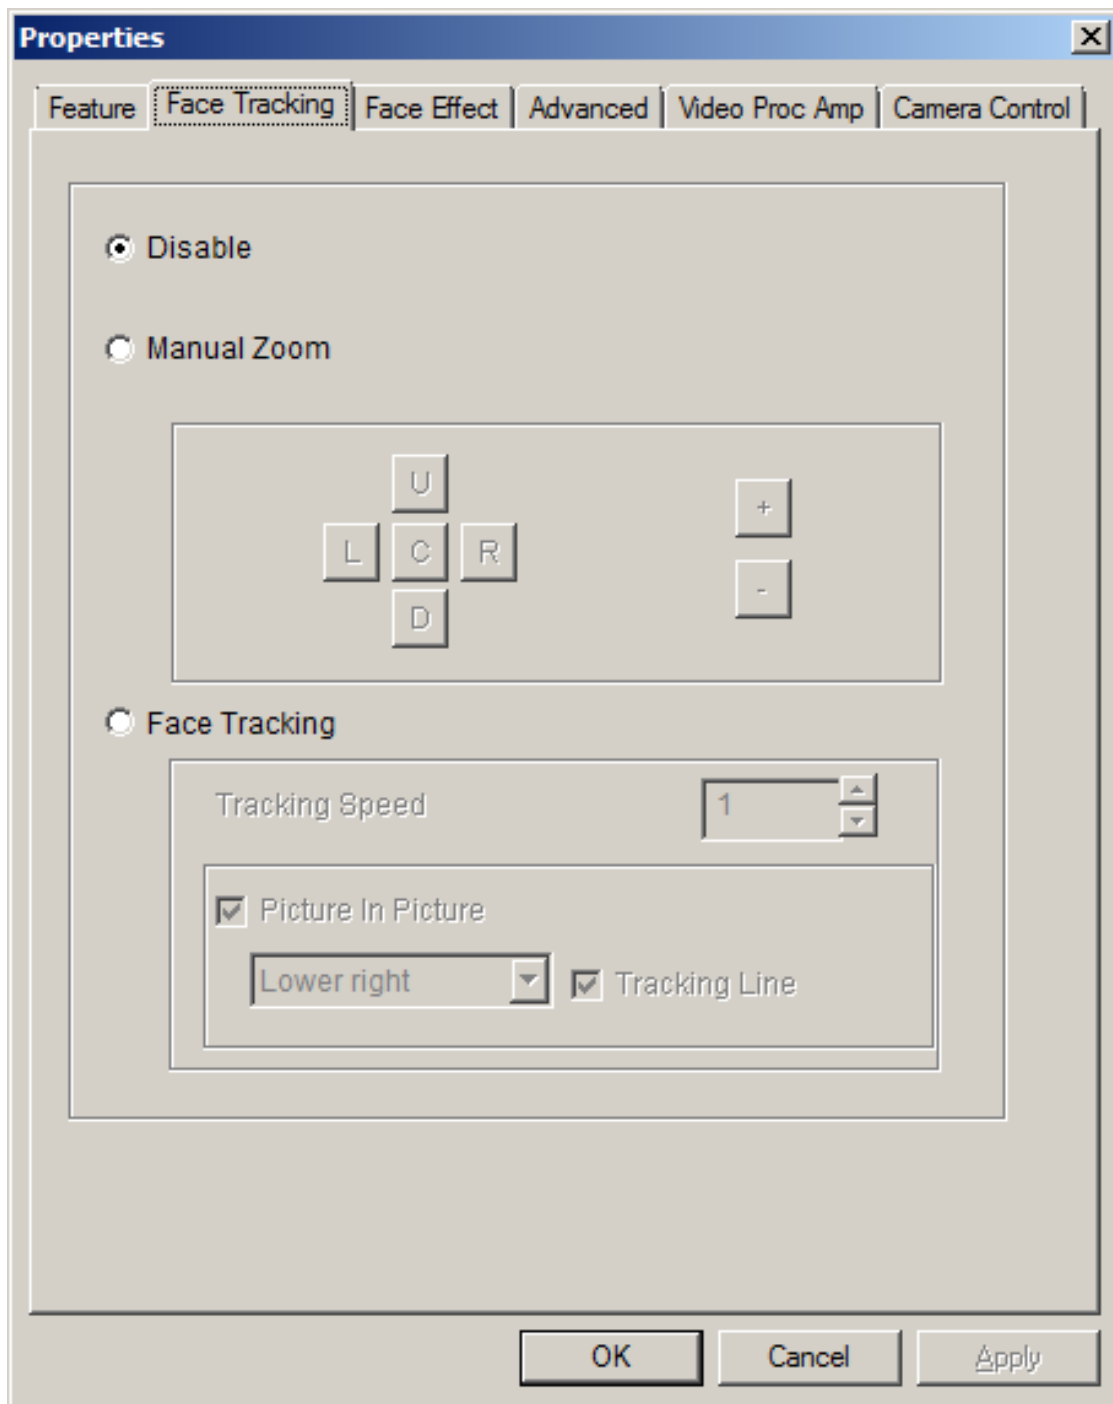 Properties
Feature Face Tracking Face Effect Advanced Video Proc Amp Camera Control
Disable
Manual Zoom
U
+
L C R
-
D
Face Tracking
Tracking Speed 1
Picture In Picture
Lower right Tracking Line
OK Cancel Apply